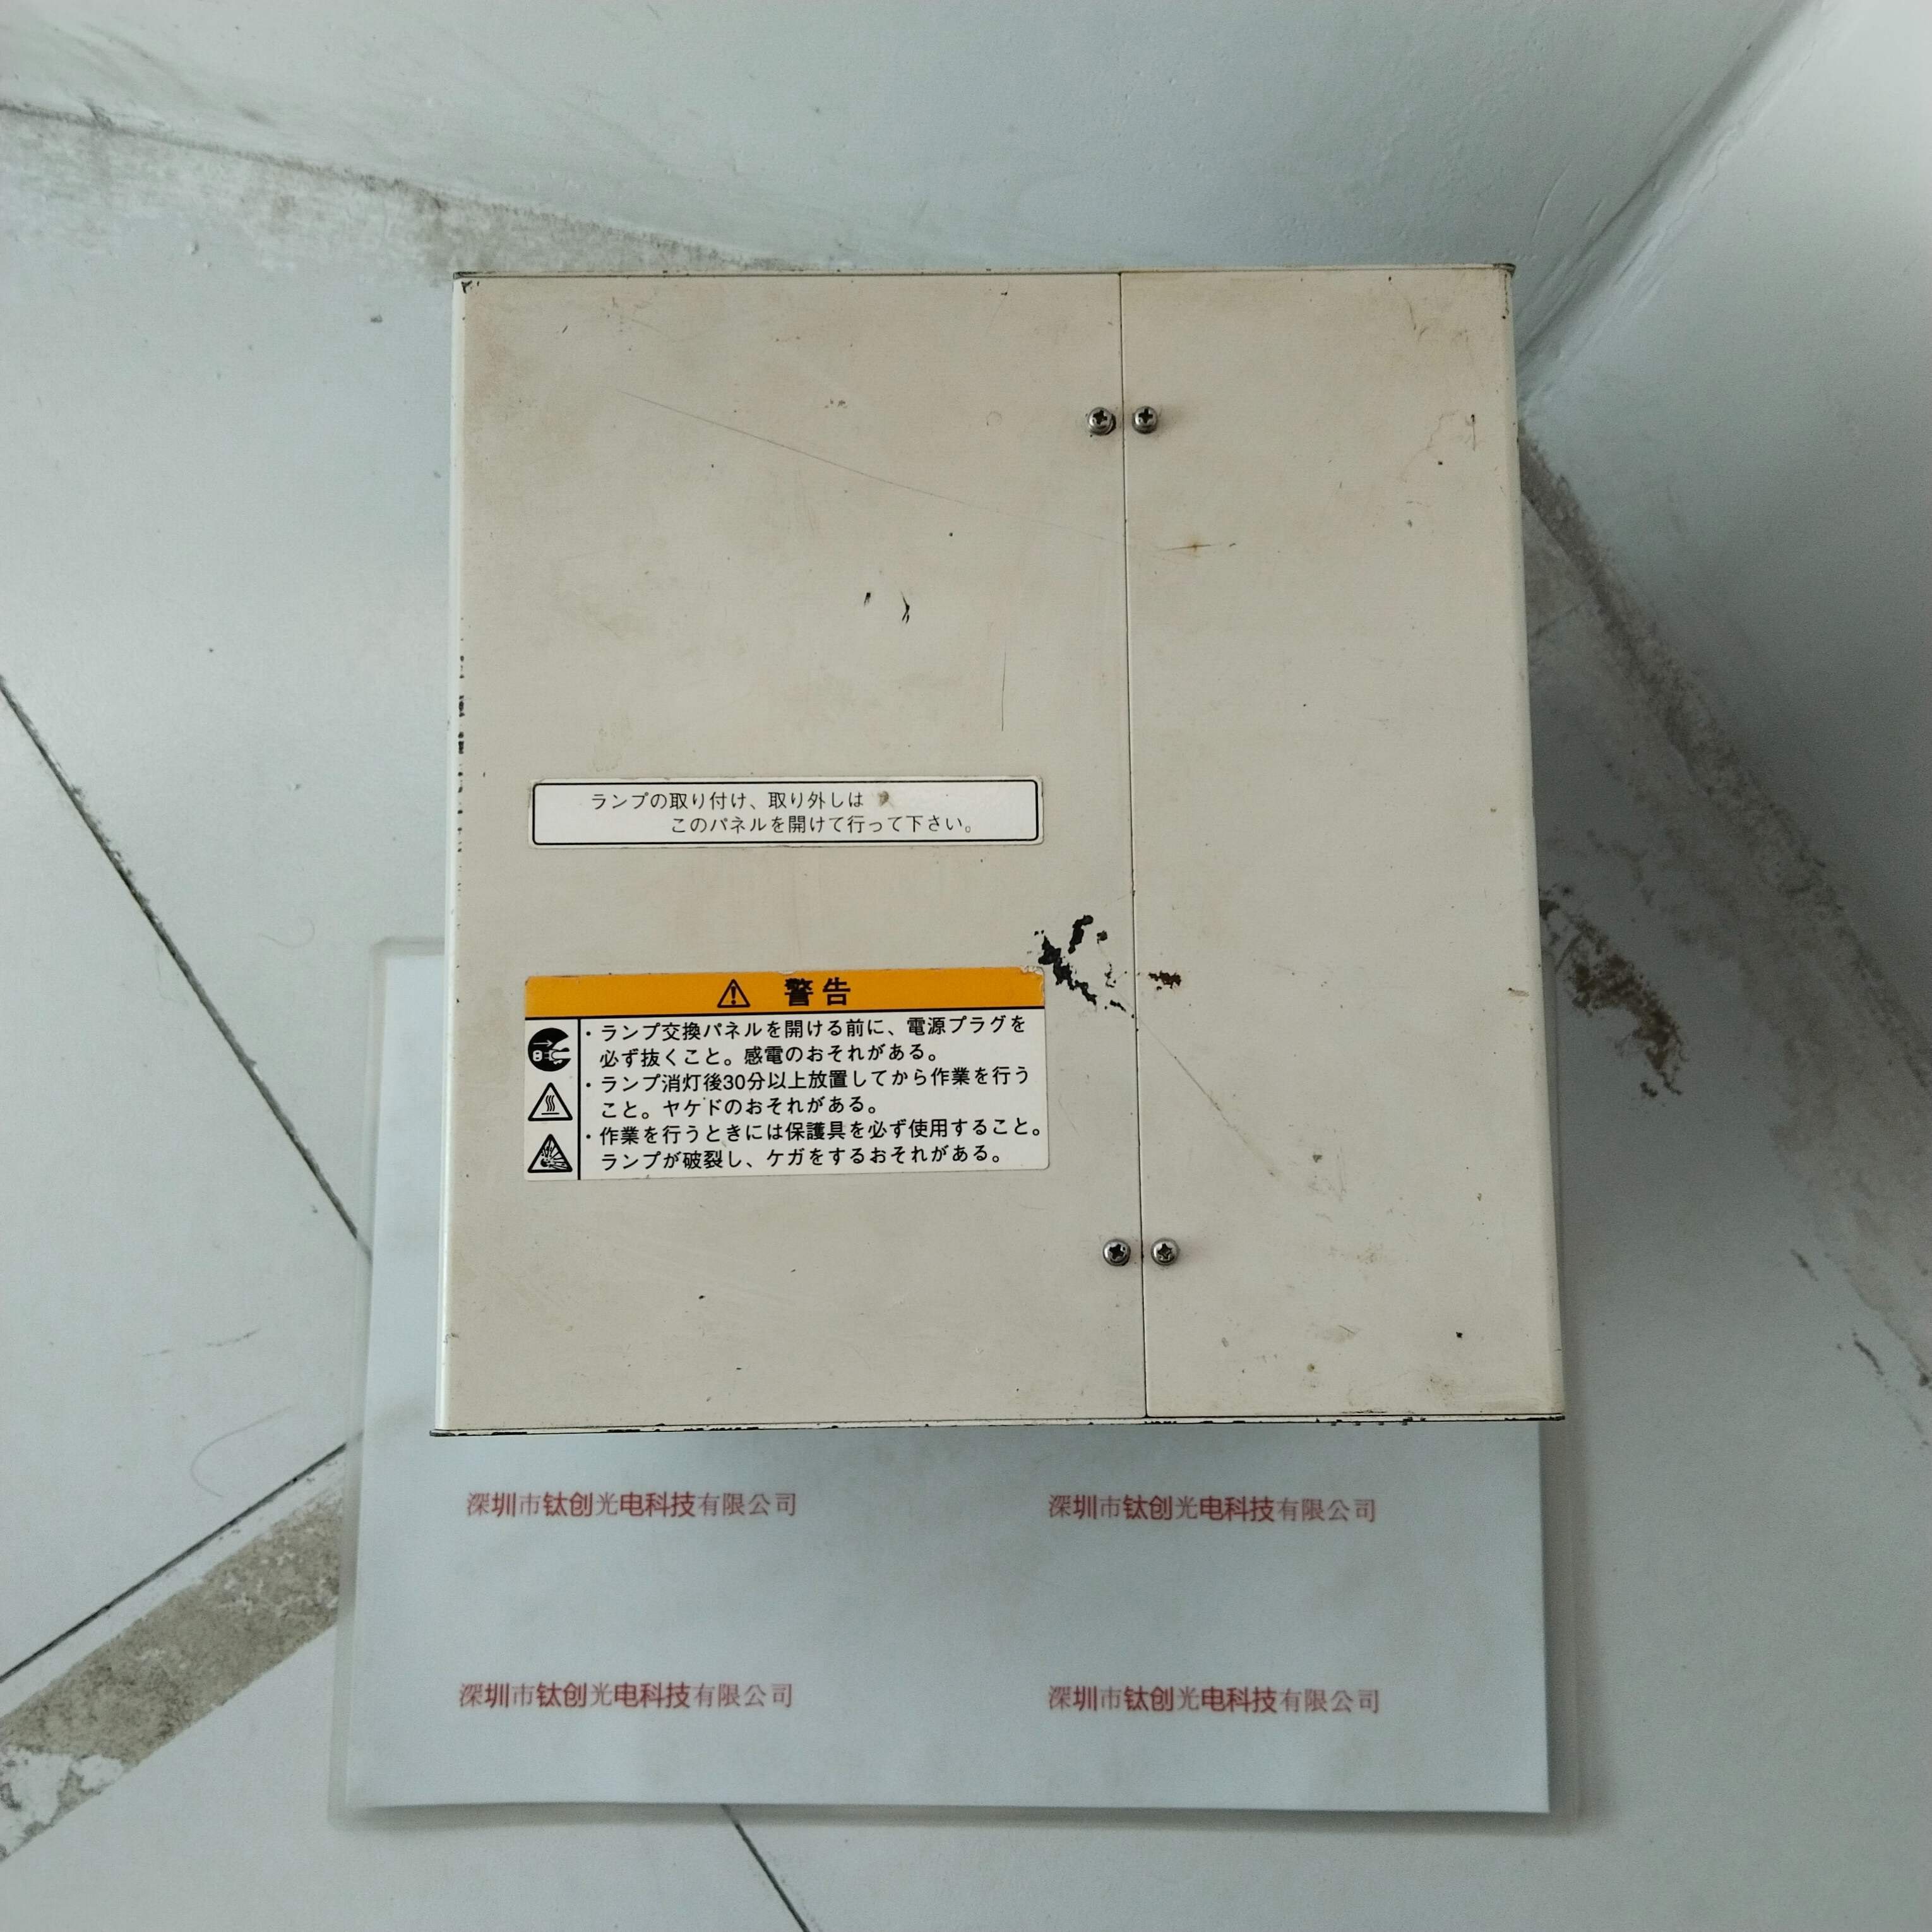 ランプの取り付け、取り外しは
このパネルを開けて行って下さい。
警告
・ランプ交換パネルを開ける前に、電源プラグを
必ず抜くこと。感電のおそれがある。
・ランプ消灯後30分以上放置してから作業を行う
こと。ヤケドのおそれがある。
・作業を行うときには保護具を必ず使用すること。
ランプが破裂し、ケガをするおそれがある。
深圳市钛创光电科技有限公司
深圳市钛创光电科技有限公司
深圳市钛创光电科技有限公司
深圳市钛创光电科技有限公司